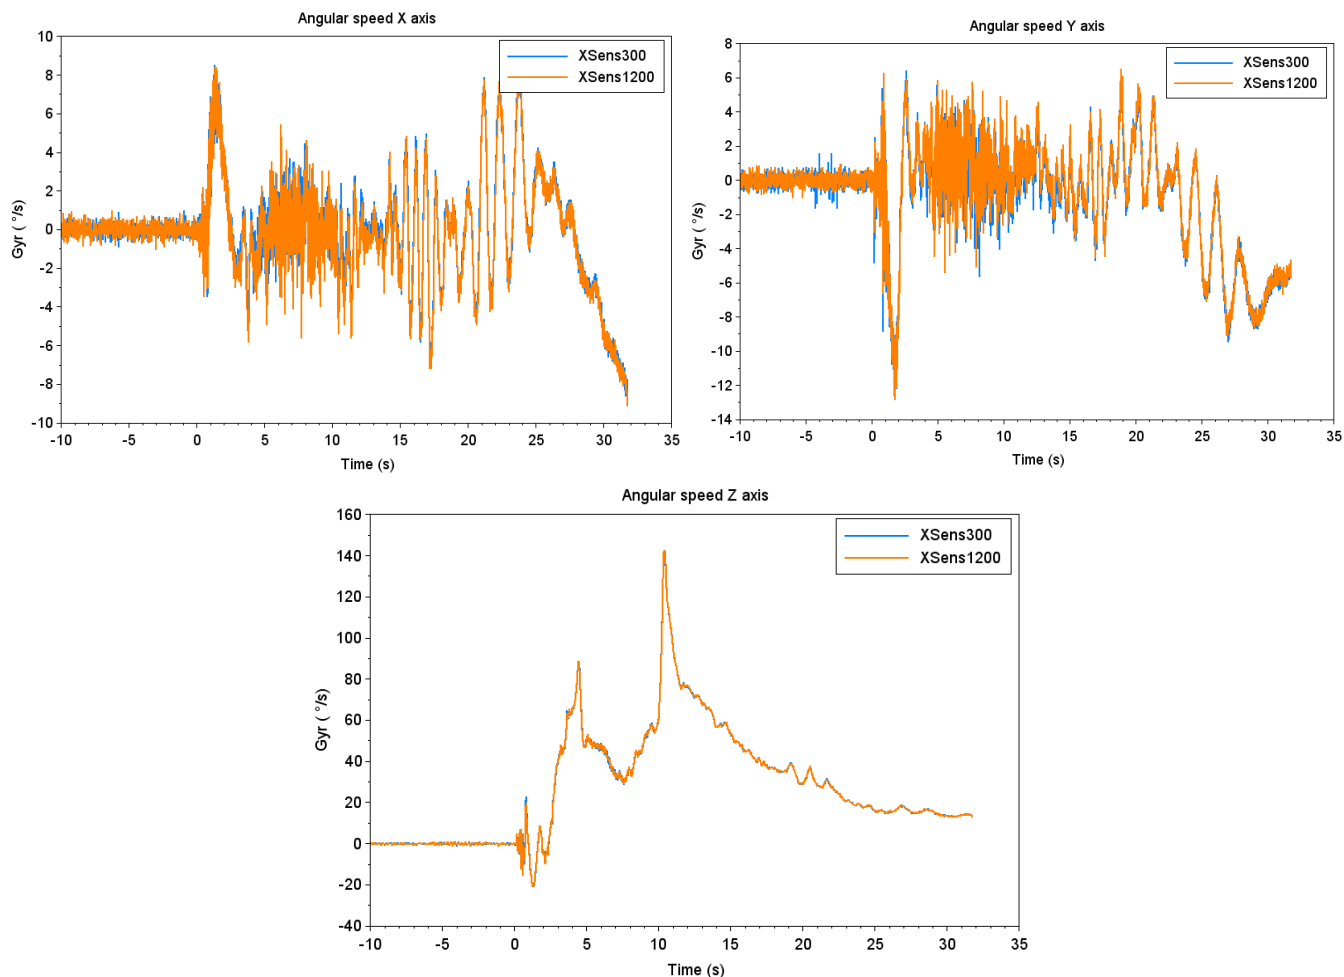 Angular speed X axis
XSens300
XSens1200
Gyr ( °/s)
10
8
6
4
2
0
-2
-4
-6
-8
-10
-10 -5 0 5 10 15 20 25 30 35
Time (s)
Angular speed Y axis
XSens300
XSens1200
Gyr ( °/s)
8
6
4
2
0
-2
-4
-6
-8
-10
-12
-14
-10 -5 0 5 10 15 20 25 30 35
Time (s)
Angular speed Z axis
XSens300
XSens1200
Gyr ( °/s)
160
140
120
100
80
60
40
20
0
-20
-40
-10 -5 0 5 10 15 20 25 30 35
Time (s)